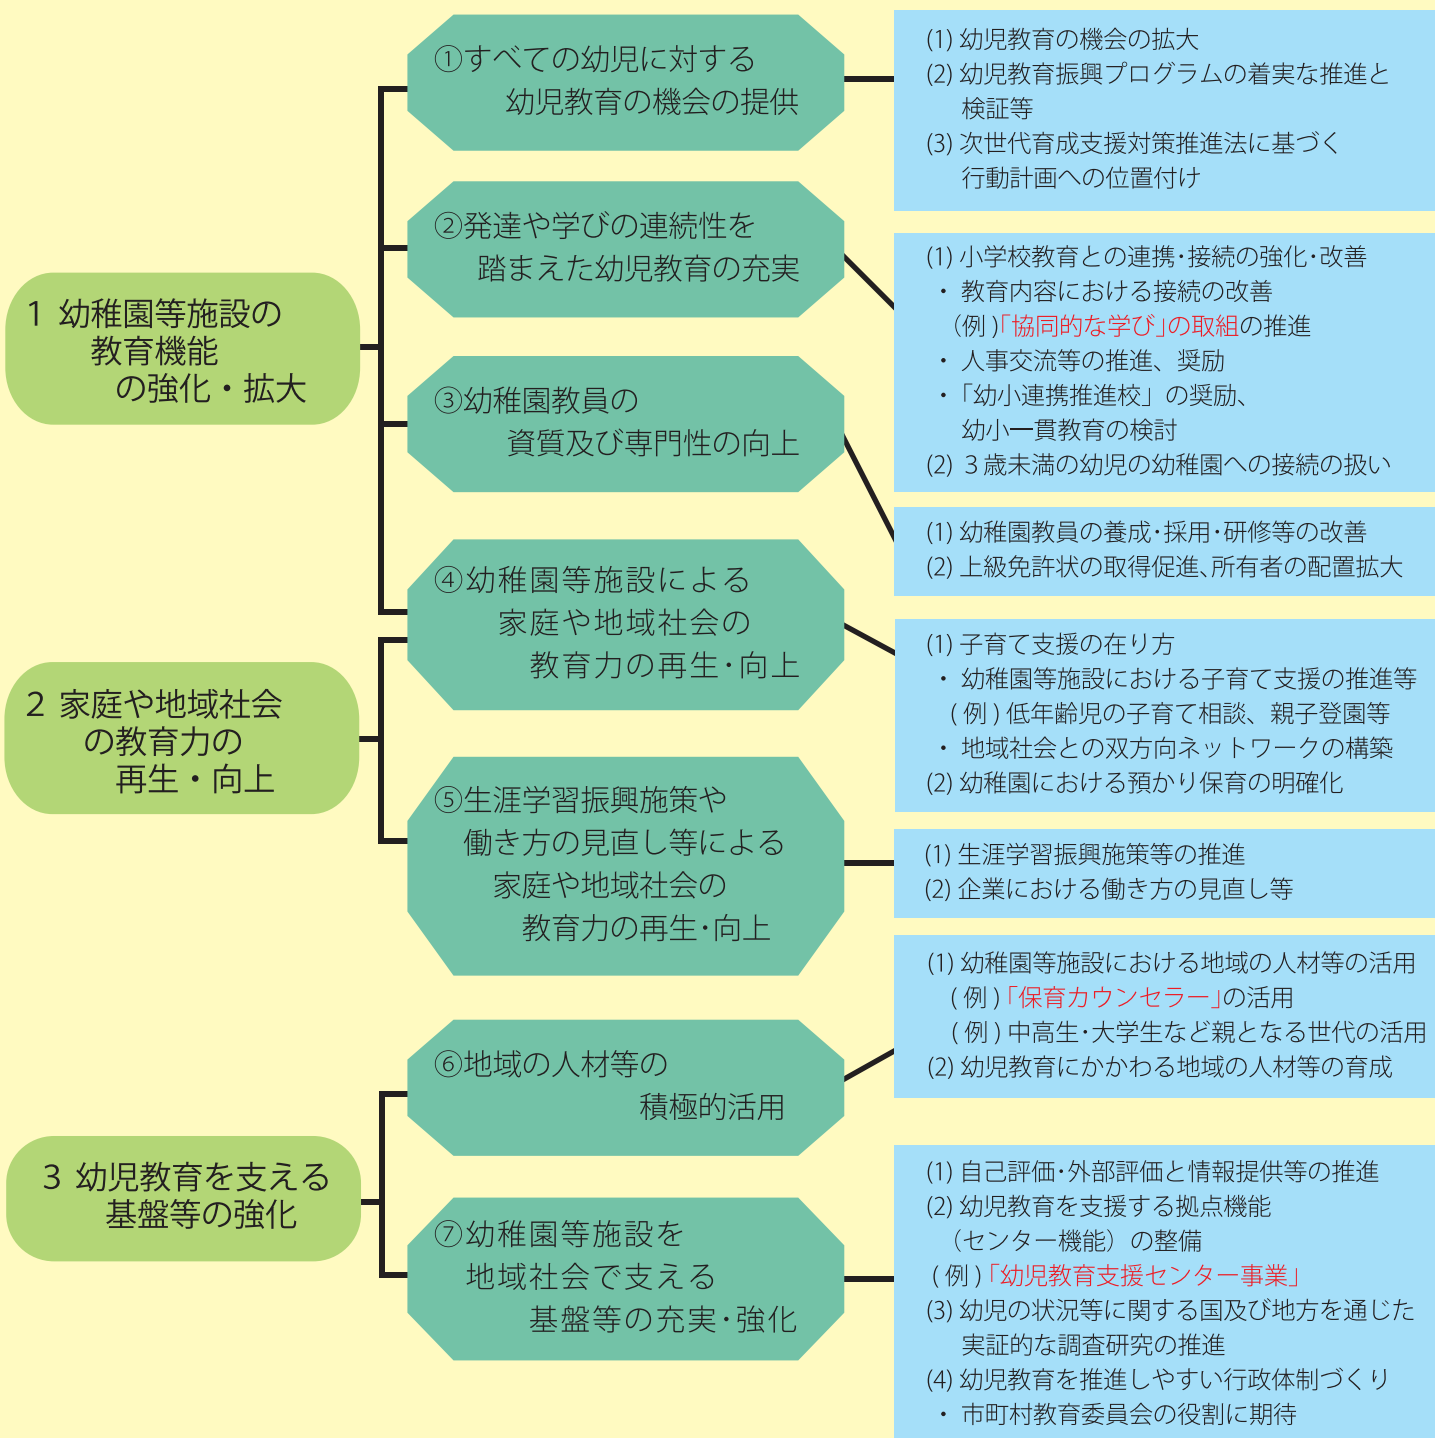 1 幼稚園等施設の
教育機能
の強化・拡大
①すべての幼児に対する
幼児教育の機会の提供
(1) 幼児教育の機会の拡大
(2) 幼児教育振興プログラムの着実な推進と
検証等
(3) 次世代育成支援対策推進法に基づく
行動計画への位置付け
②発達や学びの連続性を
踏まえた幼児教育の充実
(1) 小学校教育との連携・接続の強化・改善
・ 教育内容における接続の改善
（例)「協同的な学び」の取組の推進
・ 人事交流等の推進、奨励
・「幼小連携推進校」の奨励、
幼小一貫教育の検討
(2) ３歳未満の幼児の幼稚園への接続の扱い
③幼稚園教員の
資質及び専門性の向上
(1) 幼稚園教員の養成・採用・研修等の改善
(2) 上級免許状の取得促進、所有者の配置拡大
④幼稚園等施設による
家庭や地域社会の
教育力の再生・向上
(1) 子育て支援の在り方
・ 幼稚園等施設における子育て支援の推進等
( 例 ) 低年齢児の子育て相談、親子登園等
・ 地域社会との双方向ネットワークの構築
(2) 幼稚園における預かり保育の明確化
2 家庭や地域社会
の教育力の
再生・向上
⑤生涯学習振興施策や
働き方の見直し等による
家庭や地域社会の
教育力の再生・向上
(1) 生涯学習振興施策等の推進
(2) 企業における働き方の見直し等
3 幼児教育を支える
基盤等の強化
⑥地域の人材等の
積極的活用
(1) 幼稚園等施設における地域の人材等の活用
( 例 )「保育カウンセラー」の活用
( 例 ) 中高生・大学生など親となる世代の活用
(2) 幼児教育にかかわる地域の人材等の育成
⑦幼稚園等施設を
地域社会で支える
基盤等の充実・強化
(1) 自己評価・外部評価と情報提供等の推進
(2) 幼児教育を支援する拠点機能
（センター機能）の整備
( 例 )「幼児教育支援センター事業」
(3) 幼児の状況等に関する国及び地方を通じた
実証的な調査研究の推進
(4) 幼児教育を推進しやすい行政体制づくり
・ 市町村教育委員会の役割に期待